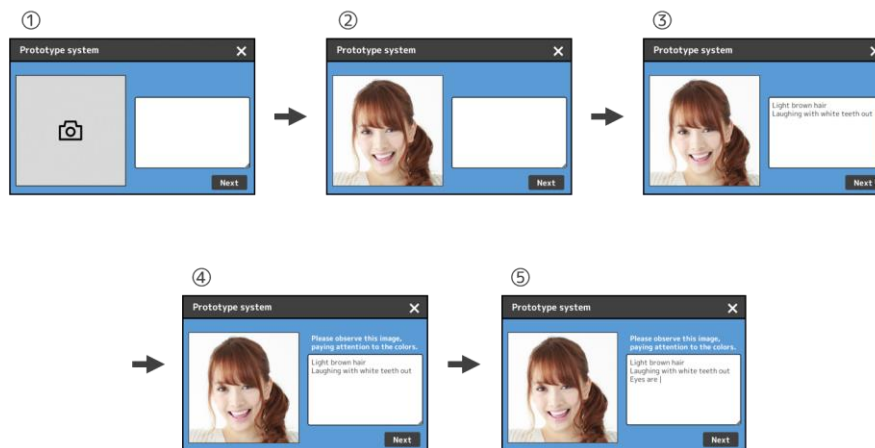 ①
Prototype system
Next
②
Prototype system
Next
③
Prototype system
Light brown hair
Laughing with white teeth out
Next
④
Prototype system
Please observe this image,
paying attention to the colors.
Light brown hair
Laughing with white teeth out
Next
⑤
Prototype system
Please observe this image,
paying attention to the colors.
Light brown hair
Laughing with white teeth out
Eyes are
Next